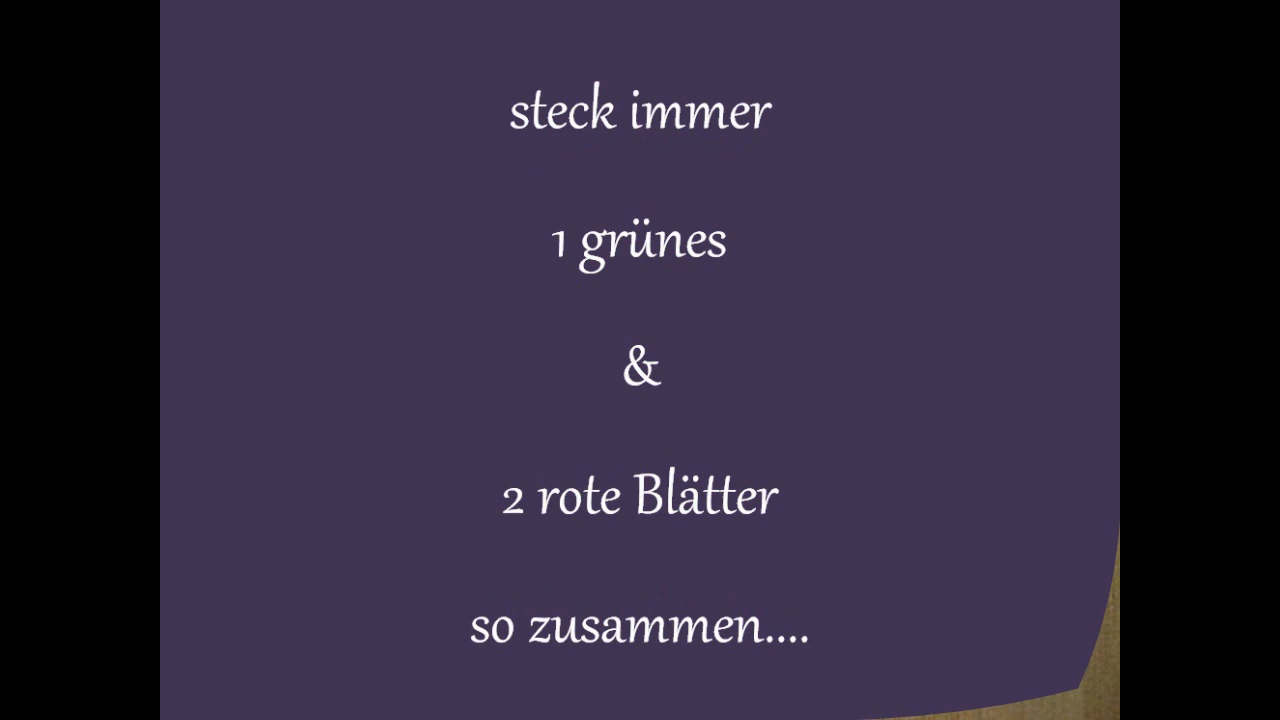 steck immer
1 grünes
&
2 rote Blätter
so zusammen....